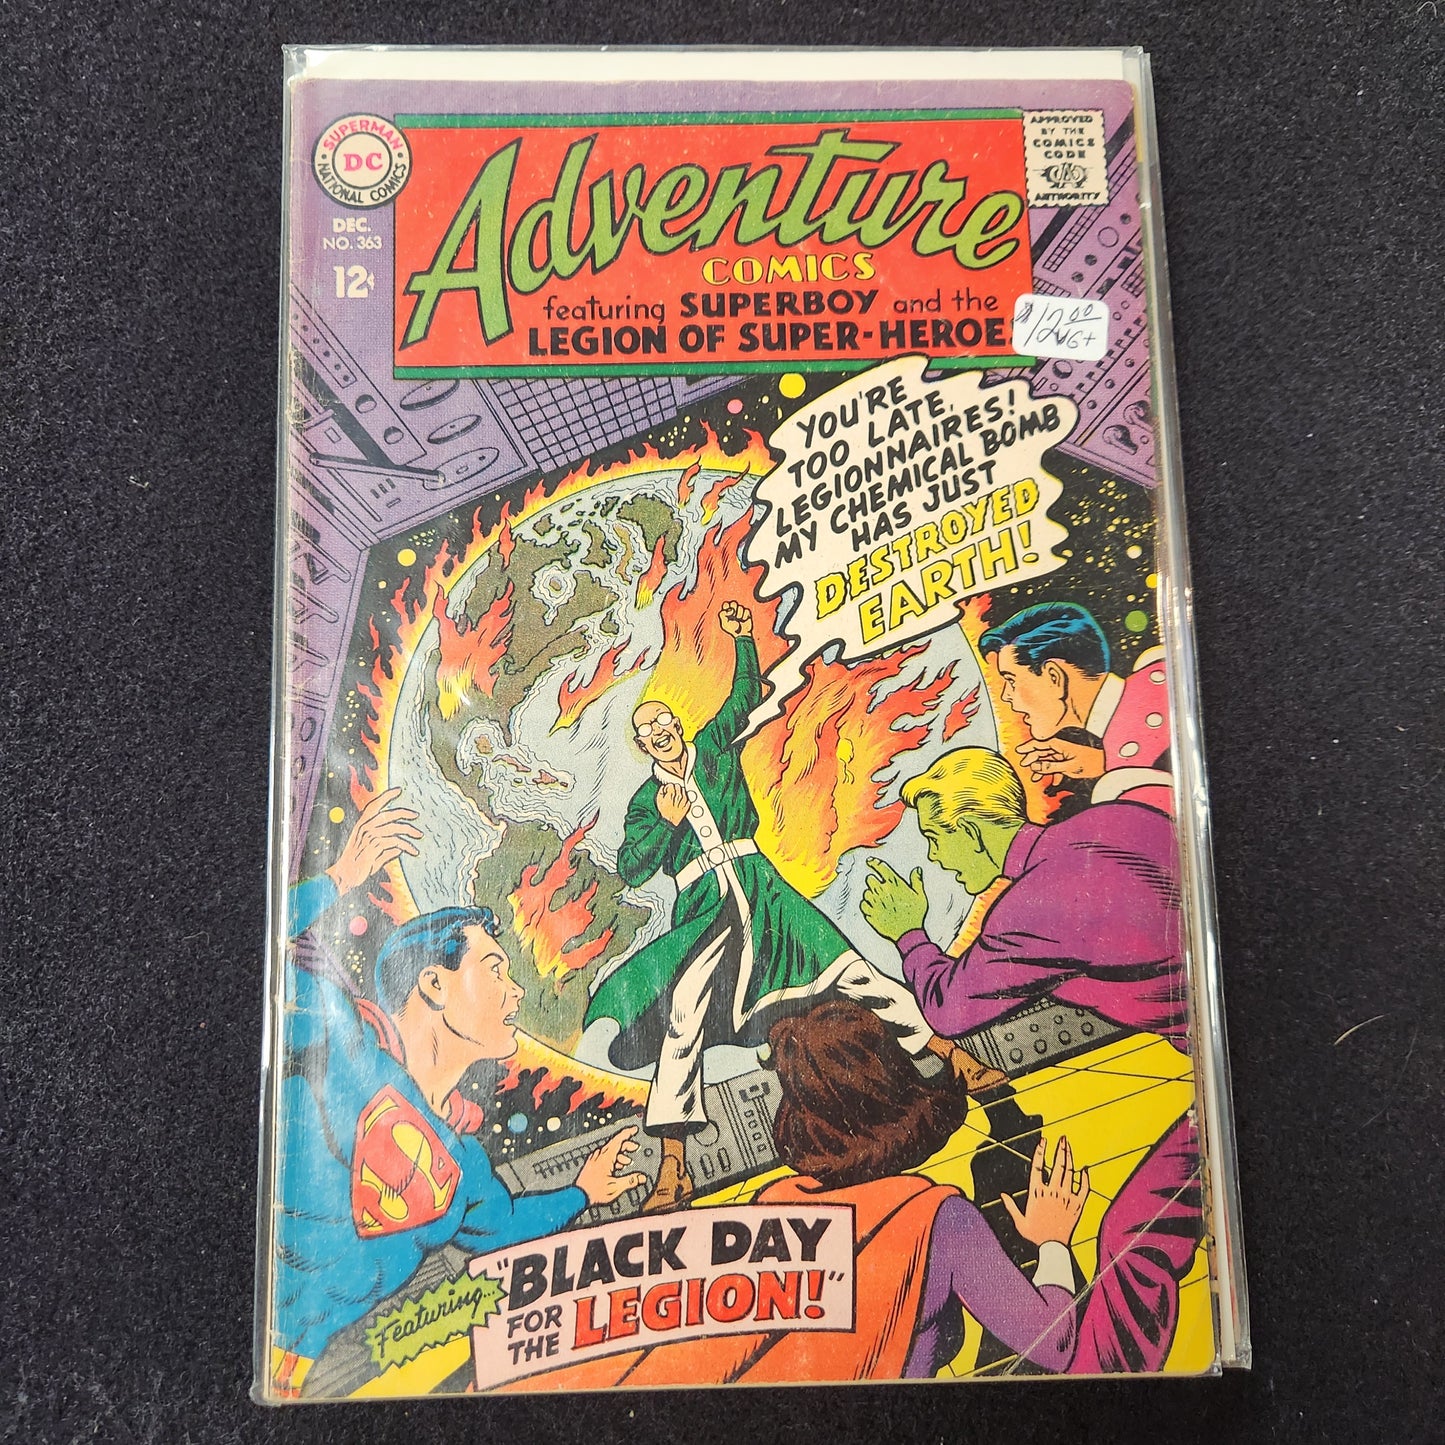 SUPERMAN
DC
NATIONAL COMICS
DEC.
NO. 363
12¢
Adventure
COMICS
featuring SUPERBOY and the
LEGION OF SUPER-HEROE
APPROVED
BY THE
COMICS
CODE
AUTHORITY
$12.00
VG+
YOU'RE
TOO LATE,
LEGIONNAIRES!
MY CHEMICAL BOMB
HAS JUST
DESTROYED
EARTH!
S
Featuring...
"BLACK DAY
FOR
THE LEGION!"